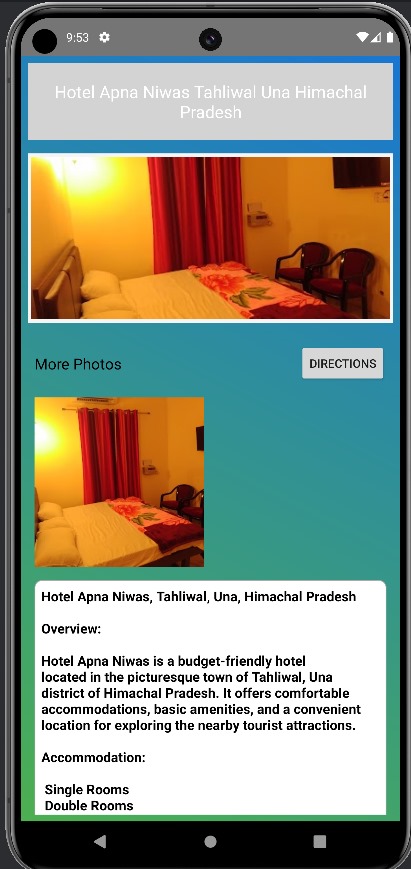 9:53
Hotel Apna Niwas Tahliwal Una Himachal
Pradesh
More Photos
DIRECTIONS
Hotel Apna Niwas, Tahliwal, Una, Himachal Pradesh
Overview:
Hotel Apna Niwas is a budget-friendly hotel
located in the picturesque town of Tahliwal, Una
district of Himachal Pradesh. It offers comfortable
accommodations, basic amenities, and a convenient
location for exploring the nearby tourist attractions.
Accommodation:
Single Rooms
Double Rooms